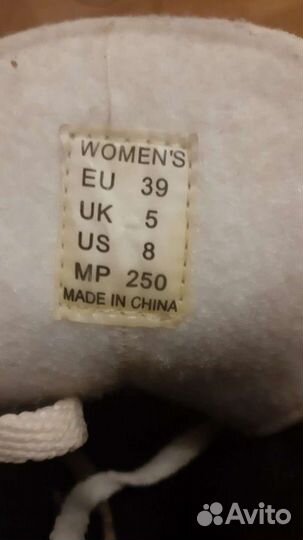 WOMEN'S
EU 39
UK 5
US 8
MP 250
MADE IN CHINA
Avito